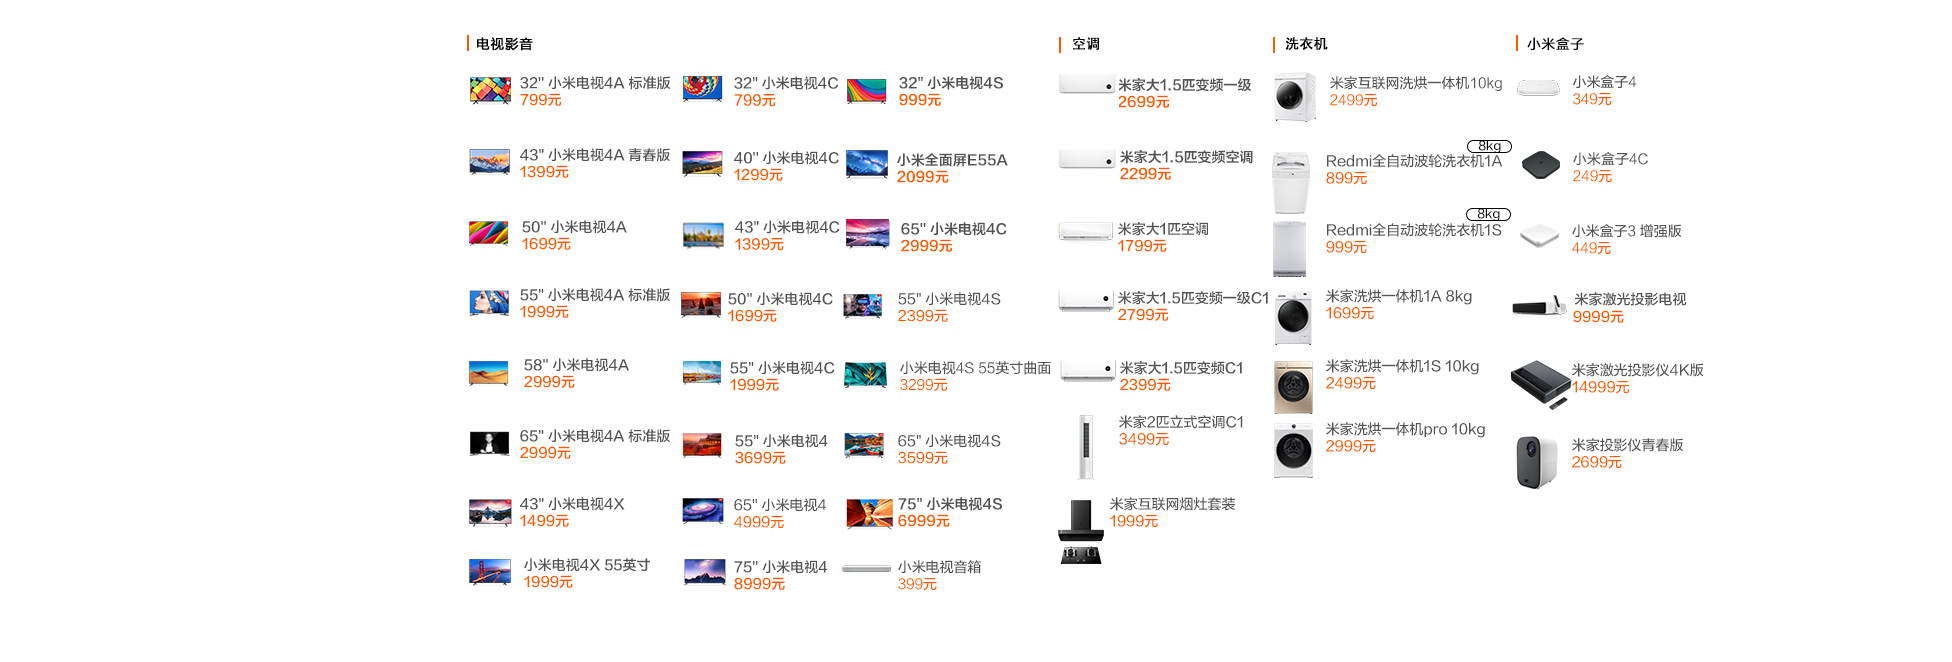 电视影音
32" 小米电视4A 标准版
799元
43" 小米电视4A 青春版
1399元
50" 小米电视4A
1699元
55" 小米电视4A 标准版
1999元
58" 小米电视4A
2999元
65" 小米电视4A 标准版
2999元
43" 小米电视4X
1499元
小米电视4X 55英寸
1999元
32" 小米电视4C
799元
40" 小米电视4C
1299元
43" 小米电视4C
1399元
50" 小米电视4C
1699元
55" 小米电视4C
1999元
55" 小米电视4
3699元
65" 小米电视4
4999元
75" 小米电视4
8999元
32" 小米电视4S
999元
小米全面屏E55A
2099元
65" 小米电视4C
2999元
55" 小米电视4S
2399元
小米电视4S 55英寸曲面
3299元
65" 小米电视4S
3599元
75" 小米电视4S
6999元
小米电视音箱
399元
空调
米家大1.5匹变频一级
2699元
米家大1.5匹变频空调
2299元
米家大1匹空调
1799元
米家大1.5匹变频一级C1
2799元
米家大1.5匹变频C1
2399元
米家2匹立式空调C1
3499元
米家互联网烟灶套装
1999元
洗衣机
米家互联网洗烘一体机10kg
2499元
8kg
Redmi全自动波轮洗衣机1A
899元
8kg
Redmi全自动波轮洗衣机1S
999元
米家洗烘一体机1A 8kg
1699元
米家洗烘一体机1S 10kg
2499元
米家洗烘一体机pro 10kg
2999元
小米盒子
小米盒子4
349元
小米盒子4C
249元
小米盒子3 增强版
449元
米家激光投影电视
9999元
米家激光投影仪4K版
14999元
米家投影仪青春版
2699元